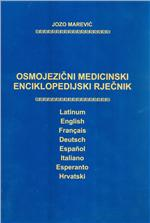 JOZO MAREVIĆ
OSMOJEZIČNI MEDICINSKI
ENCIKLOPEDIJSKI RJEČNIK
Latinum
English
Français
Deutsch
Español
Italiano
Esperanto
Hrvatski